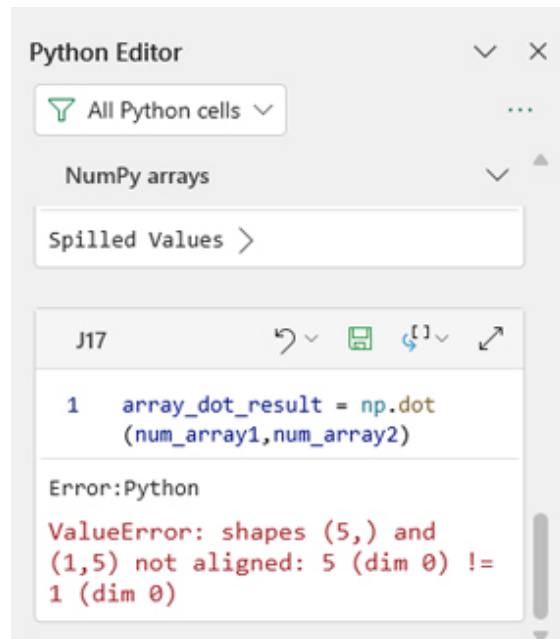 Python Editor
All Python cells
NumPy arrays
Spilled Values >
J17
1 array_dot_result = np.dot
(num_array1,num_array2)
Error:Python
ValueError: shapes (5,) and
(1,5) not aligned: 5 (dim 0) !=
1 (dim 0)